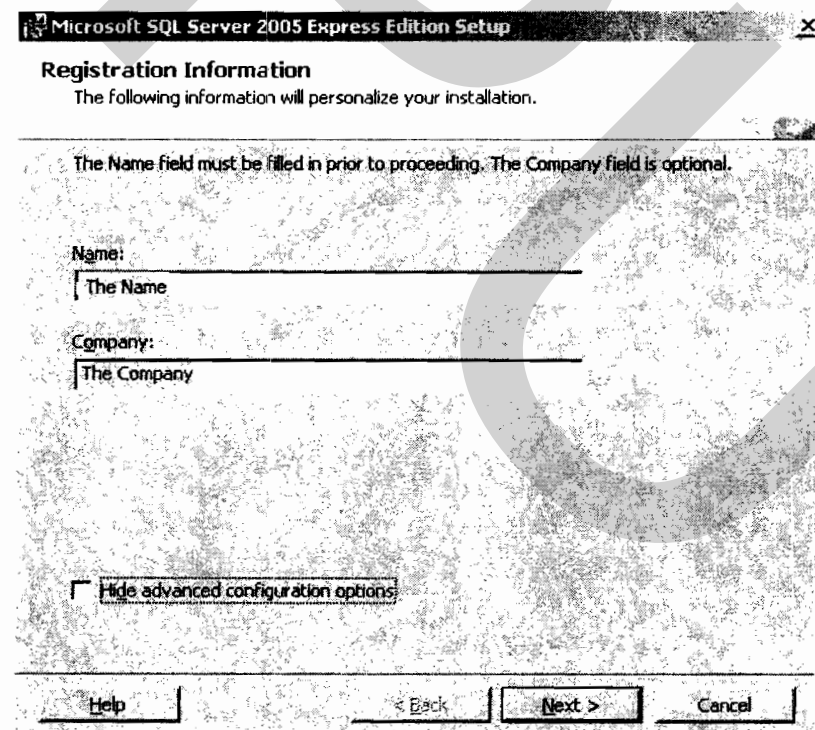 Microsoft SQL Server 2005 Express Edition Setup
Registration Information
The following information will personalize your installation.
The Name field must be filled in prior to proceeding. The Company field is optional.
Name:
The Name
Company:
The Company
Hide advanced configuration options
Help
< Back
Next >
Cancel